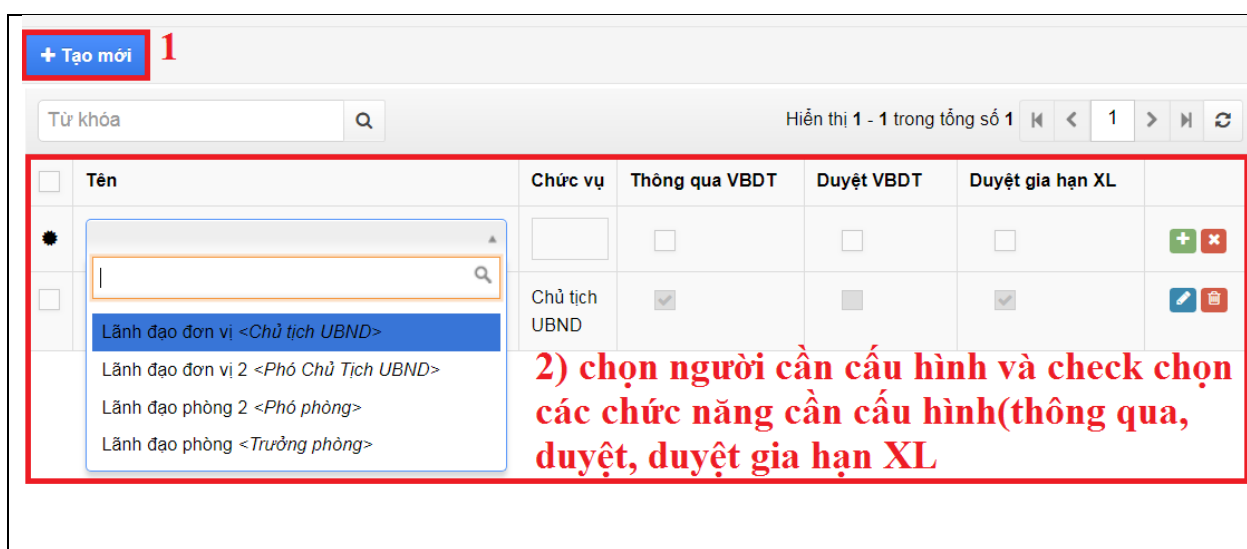 + Tạo mới 1
Từ khóa
Hiển thị 1 - 1 trong tổng số 1 1
Tên Chức vụ Thông qua VBDT Duyệt VBDT Duyệt gia hạn XL
Lãnh đạo đơn vị <Chủ tịch UBND>
Lãnh đạo đơn vị 2 <Phó Chủ Tịch UBND>
Lãnh đạo phòng 2 <Phó phòng>
Lãnh đạo phòng <Trưởng phòng>
Chủ tịch
UBND
2) chọn người cần cấu hình và check chọn
các chức năng cần cấu hình(thông qua,
duyệt, duyệt gia hạn XL